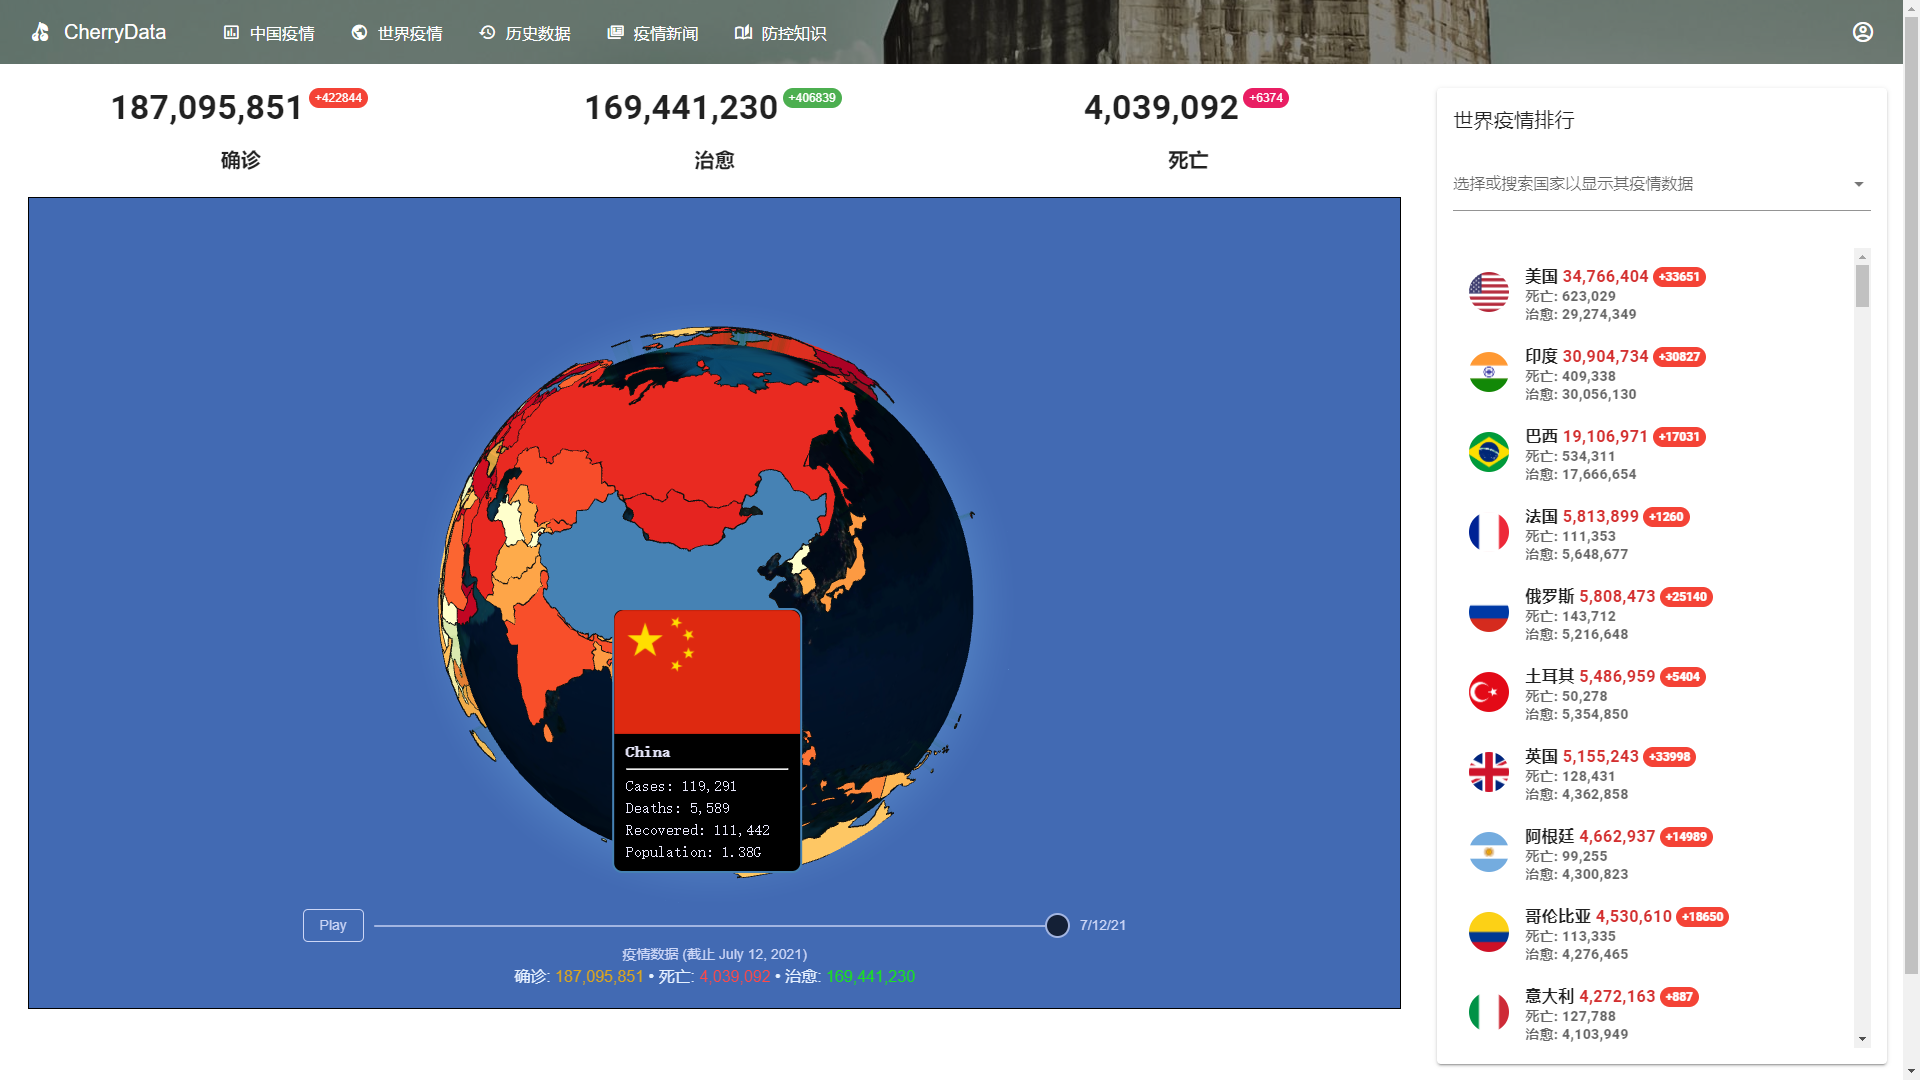 CherryData 中国疫情 世界疫情 历史数据 疫情新闻 防控知识
187,095,851 +422844
确诊
169,441,230 +406839
治愈
4,039,092 +6374
死亡
China
Cases: 119,291
Deaths: 5,589
Recovered: 111,442
Population: 1.38G
Play 7/12/21
疫情数据 (截止 July 12, 2021)
确诊: 187,095,851 • 死亡: 4,039,092 • 治愈: 169,441,230
世界疫情排行
选择或搜索国家以显示其疫情数据
美国 34,766,404 +33651
死亡: 623,029
治愈: 29,274,349
印度 30,904,734 +30827
死亡: 409,338
治愈: 30,056,130
巴西 19,106,971 +17031
死亡: 534,311
治愈: 17,666,654
法国 5,813,899 +1260
死亡: 111,353
治愈: 5,648,677
俄罗斯 5,808,473 +25140
死亡: 143,712
治愈: 5,216,648
土耳其 5,486,959 +5404
死亡: 50,278
治愈: 5,354,850
英国 5,155,243 +33998
死亡: 128,431
治愈: 4,362,858
阿根廷 4,662,937 +14989
死亡: 99,255
治愈: 4,300,823
哥伦比亚 4,530,610 +18650
死亡: 113,335
治愈: 4,276,465
意大利 4,272,163 +887
死亡: 127,788
治愈: 4,103,949